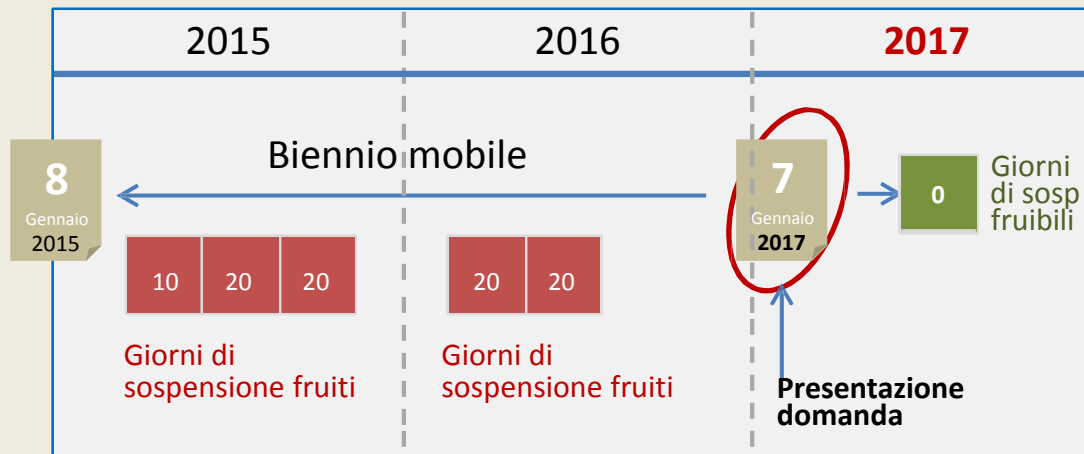 2015
2016
2017
8
Gennaio
2015
Biennio mobile
7
Gennaio
2017
0
Giorni
di sosp
fruibili
10 20 20
20 20
Giorni di
sospensione fruiti
Giorni di
sospensione fruiti
Presentazione
domanda